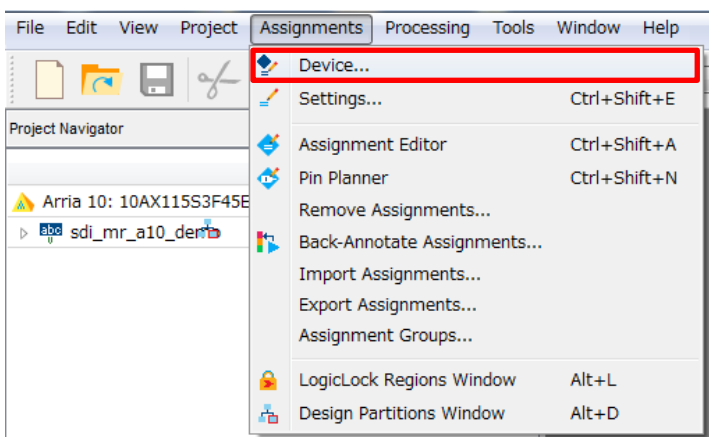 File Edit View Project Assignments Processing Tools Window Help
Device...
Settings... Ctrl+Shift+E
Project Navigator
Assignment Editor Ctrl+Shift+A
Pin Planner Ctrl+Shift+N
Arria 10: 10AX115S3F45E
Remove Assignments...
abc sdi_mr_a10_dem
Back-Annotate Assignments...
Import Assignments...
Export Assignments...
Assignment Groups...
LogicLock Regions Window Alt+L
Design Partitions Window Alt+D